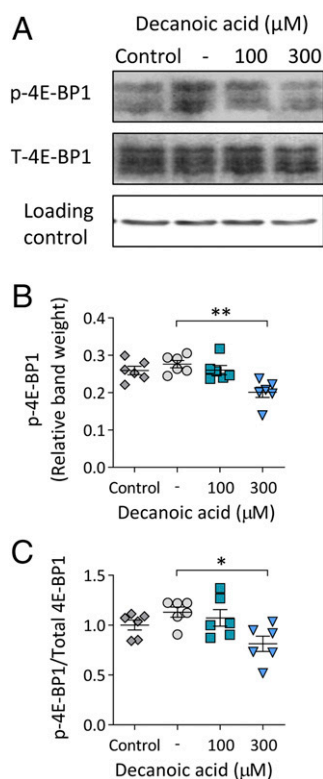 A
Decanoic acid (μM)
Control - 100 300
p-4E-BP1
T-4E-BP1
Loading
control
B
**
0.4
0.3
0.2
0.1
0.0
p-4E-BP1
(Relative band weight)
Control - 100 300
Decanoic acid (μM)
C
*
1.5
1.0
0.5
0.0
p-4E-BP1/Total 4E-BP1
Control - 100 300
Decanoic acid (μM)